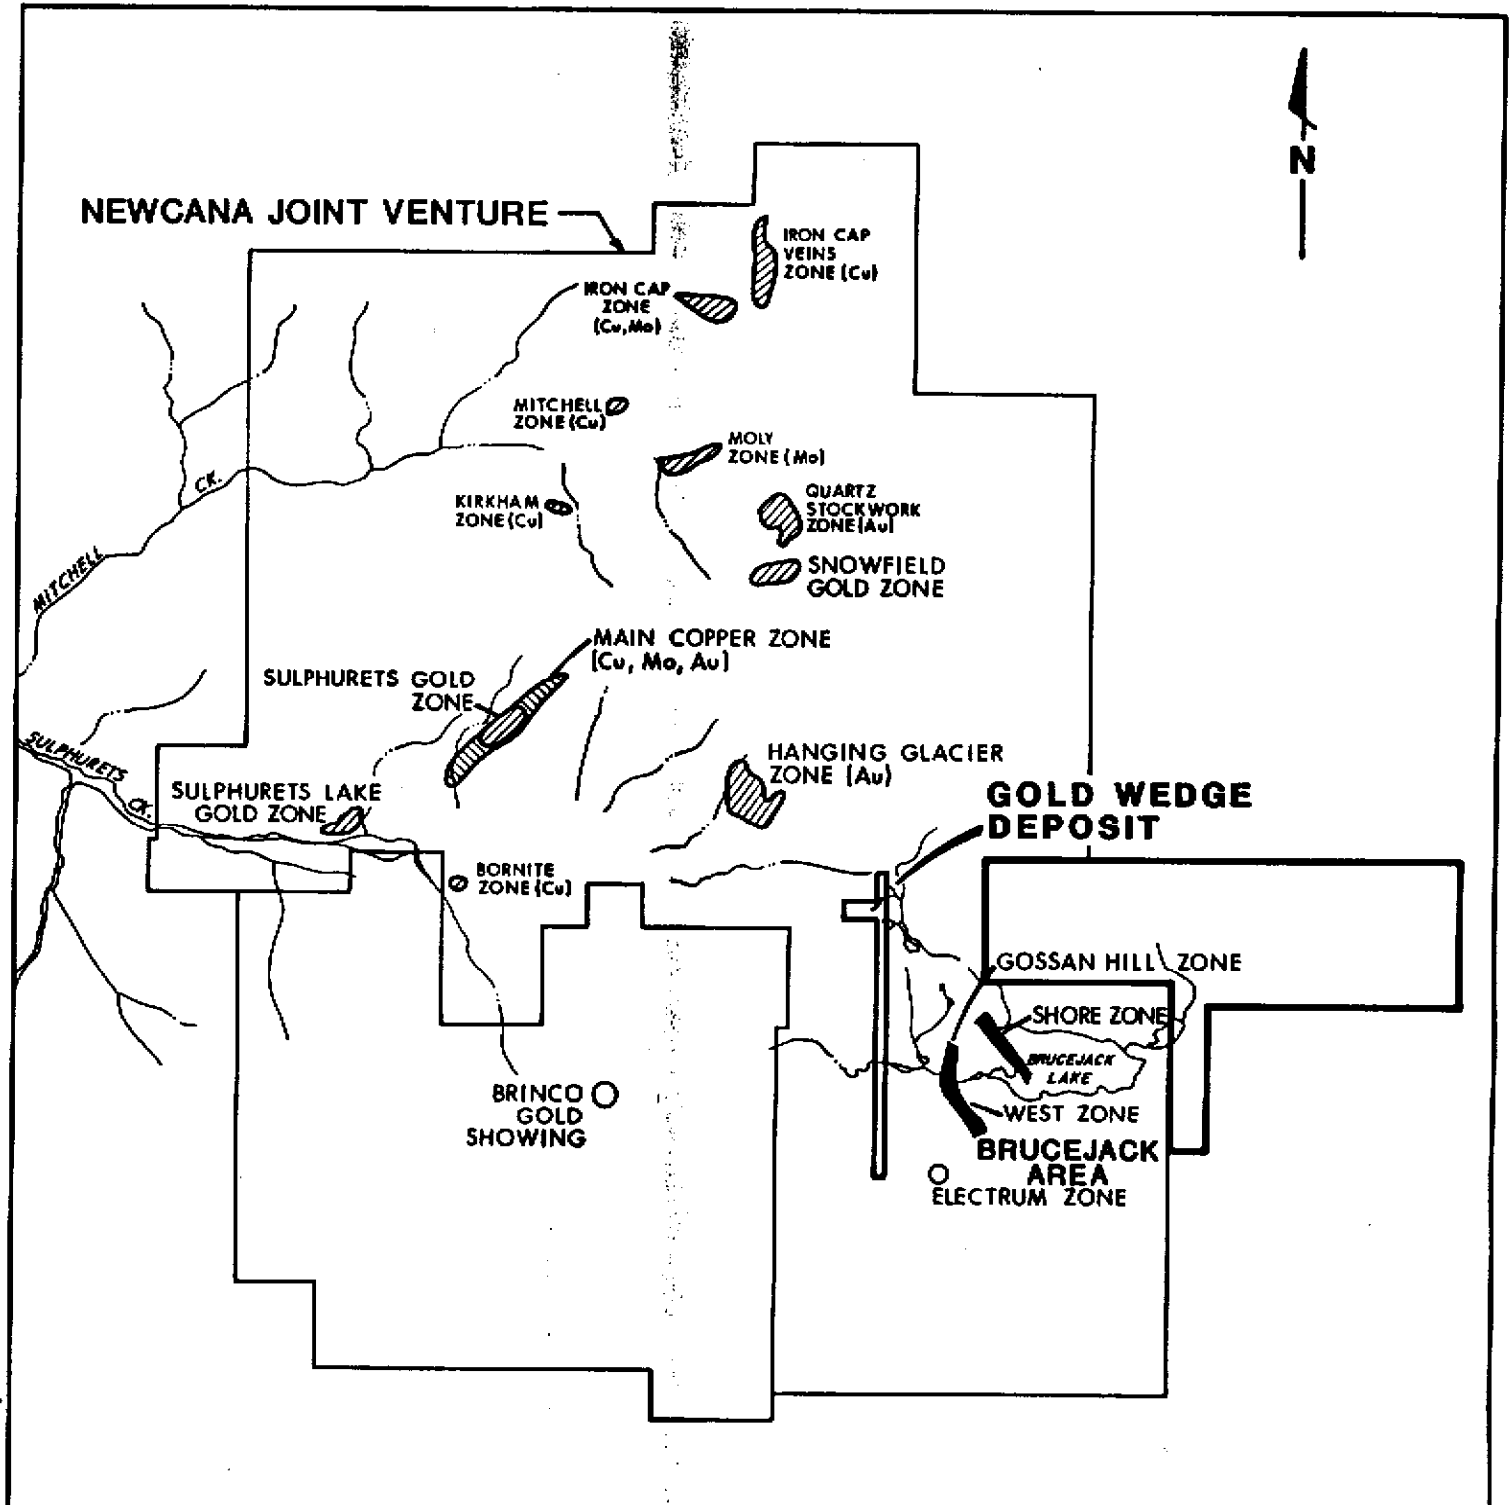 N
NEWCANA JOINT VENTURE
IRON CAP
VEINS
ZONE (Cu)
IRON CAP
ZONE
(Cu,Mo)
MITCHELL
ZONE (Cu)
MOLY
ZONE (Mo)
CK.
KIRKHAM
ZONE (Cu)
QUARTZ
STOCKWORK
ZONE (Au)
MITCHELL
SNOWFIELD
GOLD ZONE
MAIN COPPER ZONE
[Cu, Mo, Au]
SULPHURETS GOLD
ZONE
SULPHURETS
CK.
HANGING GLACIER
ZONE (Au)
SULPHURETS LAKE
GOLD ZONE
GOLD WEDGE
DEPOSIT
BORNITE
ZONE (Cu)
GOSSAN HILL ZONE
SHORE ZONE
BRUCEJACK
LAKE
BRINCO
GOLD
SHOWING
WEST ZONE
BRUCEJACK
AREA
ELECTRUM ZONE